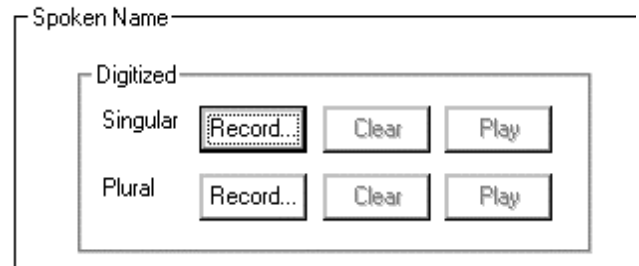 Spoken Name
Digitized
Singular Record... Clear Play
Plural Record... Clear Play